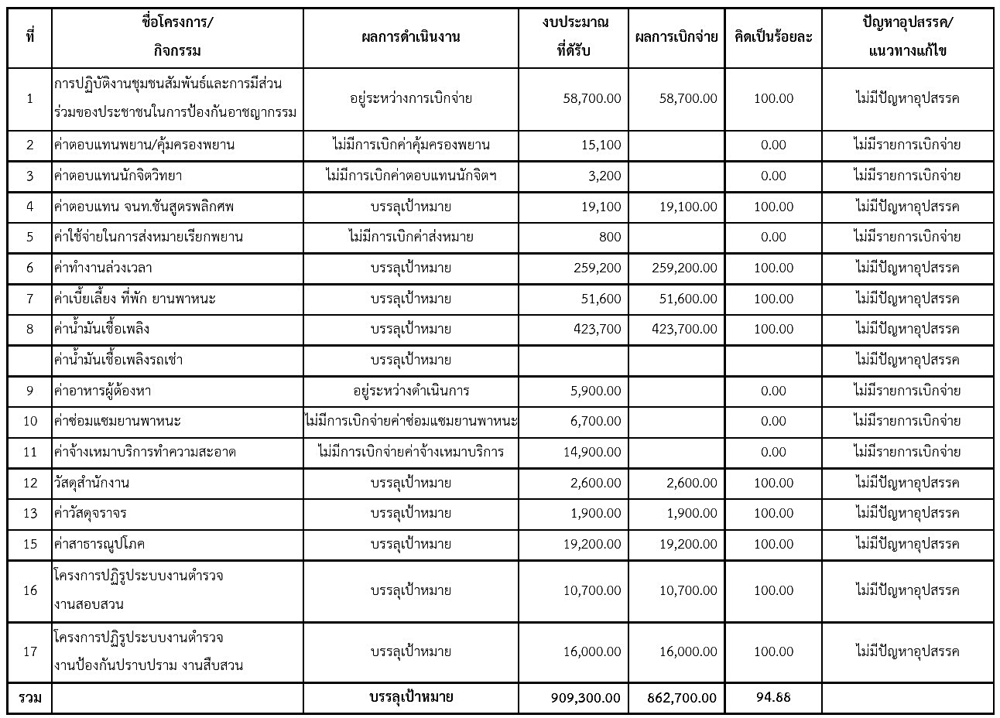 ที่ ชื่อโครงการ/ ผลการดำเนินงาน งบประมาณ ผลการเบิกจ่าย คิดเป็นร้อยละ ปัญหาอุปสรรค/
กิจกรรม ที่ดัรับ แนวทางแก้ไข
1 การปฏิบัติงานชุมชนสัมพันธ์และการมีส่วน อยู่ระหว่างการเบิกจ่าย 58,700.00 58,700.00 100.00 ไม่มีปัญหาอุปสรรค
ร่วมของประชาชนในการป้องกันอาชญากรรม
2 ค่าตอบแทนพยาน/คุ้มครองพยาน ไม่มีการเบิกค่าคุ้มครองพยาน 15,100 0.00 ไม่มีรายการเบิกจ่าย
3 ค่าตอบแทนนักจิตวิทยา ไม่มีการเบิกค่าตอบแทนนักจิตฯ 3,200 0.00 ไม่มีรายการเบิกจ่าย
4 ค่าตอบแทน จนท.ชันสูตรพลิกศพ บรรลุเป้าหมาย 19,100 19,100.00 100.00 ไม่มีปัญหาอุปสรรค
5 ค่าใช้จ่ายในการส่งหมายเรียกพยาน ไม่มีการเบิกค่าส่งหมาย 800 0.00 ไม่มีรายการเบิกจ่าย
6 ค่าทำงานล่วงเวลา บรรลุเป้าหมาย 259,200 259,200.00 100.00 ไม่มีปัญหาอุปสรรค
7 ค่าเบี้ยเลี้ยง ที่พัก ยานพาหนะ บรรลุเป้าหมาย 51,600 51,600.00 100.00 ไม่มีปัญหาอุปสรรค
8 ค่าน้ำมันเชื้อเพลิง บรรลุเป้าหมาย 423,700 423,700.00 100.00 ไม่มีปัญหาอุปสรรค
ค่าน้ำมันเชื้อเพลิงรถเช่า บรรลุเป้าหมาย ไม่มีปัญหาอุปสรรค
9 ค่าอาหารผู้ต้องหา อยู่ระหว่างดำเนินการ 5,900.00 0.00 ไม่มีรายการเบิกจ่าย
10 ค่าซ่อมแซมยานพาหนะ ไม่มีการเบิกจ่ายค่าซ่อมแซมยานพาหนะ 6,700.00 0.00 ไม่มีรายการเบิกจ่าย
11 ค่าจ้างเหมาบริการทำความสะอาด ไม่มีการเบิกจ่ายค่าจ้างเหมาบริการ 14,900.00 0.00 ไม่มีรายการเบิกจ่าย
12 วัสดุสำนักงาน บรรลุเป้าหมาย 2,600.00 2,600.00 100.00 ไม่มีปัญหาอุปสรรค
13 ค่าวัสดุจราจร บรรลุเป้าหมาย 1,900.00 1,900.00 100.00 ไม่มีปัญหาอุปสรรค
15 ค่าสาธารณูปโภค บรรลุเป้าหมาย 19,200.00 19,200.00 100.00 ไม่มีปัญหาอุปสรรค
16 โครงการปฏิรูประบบงานตำรวจ บรรลุเป้าหมาย 10,700.00 10,700.00 100.00 ไม่มีปัญหาอุปสรรค
งานสอบสวน
17 โครงการปฏิรูประบบงานตำรวจ บรรลุเป้าหมาย 16,000.00 16,000.00 100.00 ไม่มีปัญหาอุปสรรค
งานป้องกันปราบปราม งานสืบสวน
รวม บรรลุเป้าหมาย 909,300.00 862,700.00 94.88